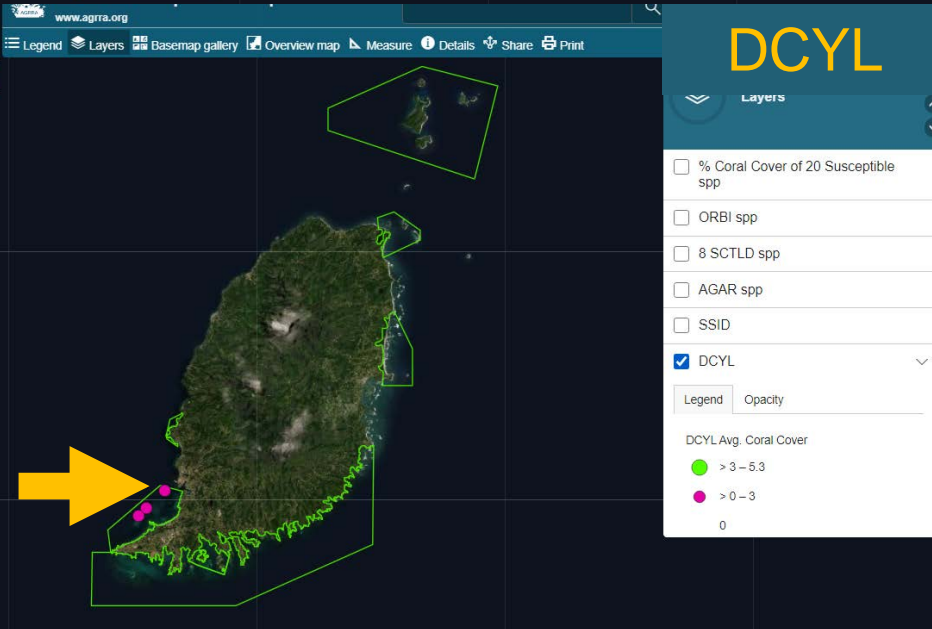 AGRRA
www.agrra.org
Legend Layers Basemap gallery Overview map Measure Details Share Print
DCYL
Layers
% Coral Cover of 20 Susceptible
spp
ORBI spp
8 SCTLD spp
AGAR spp
SSID
DCYL
Legend Opacity
DCYL Avg. Coral Cover
> 3 – 5.3
> 0 – 3
0